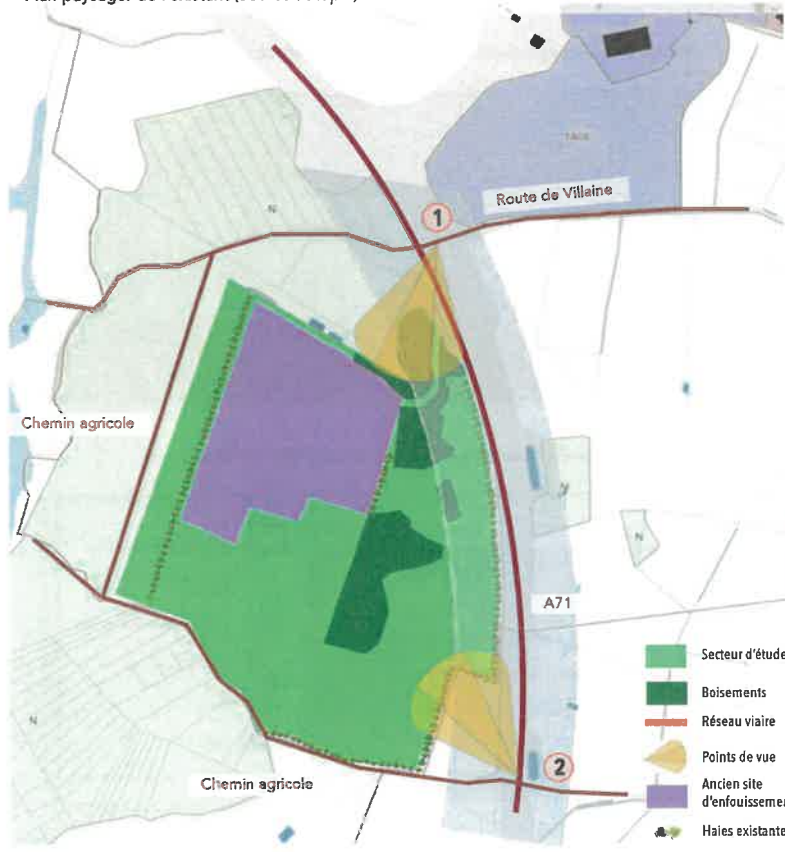 Route de Villaine
1
N
Chemin agricole
N
A71
Secteur d'étude
Boisements
Réseau viaire
N
Points de vue
2
Ancien site
d'enfouissemen
Chemin agricole
Haies existante